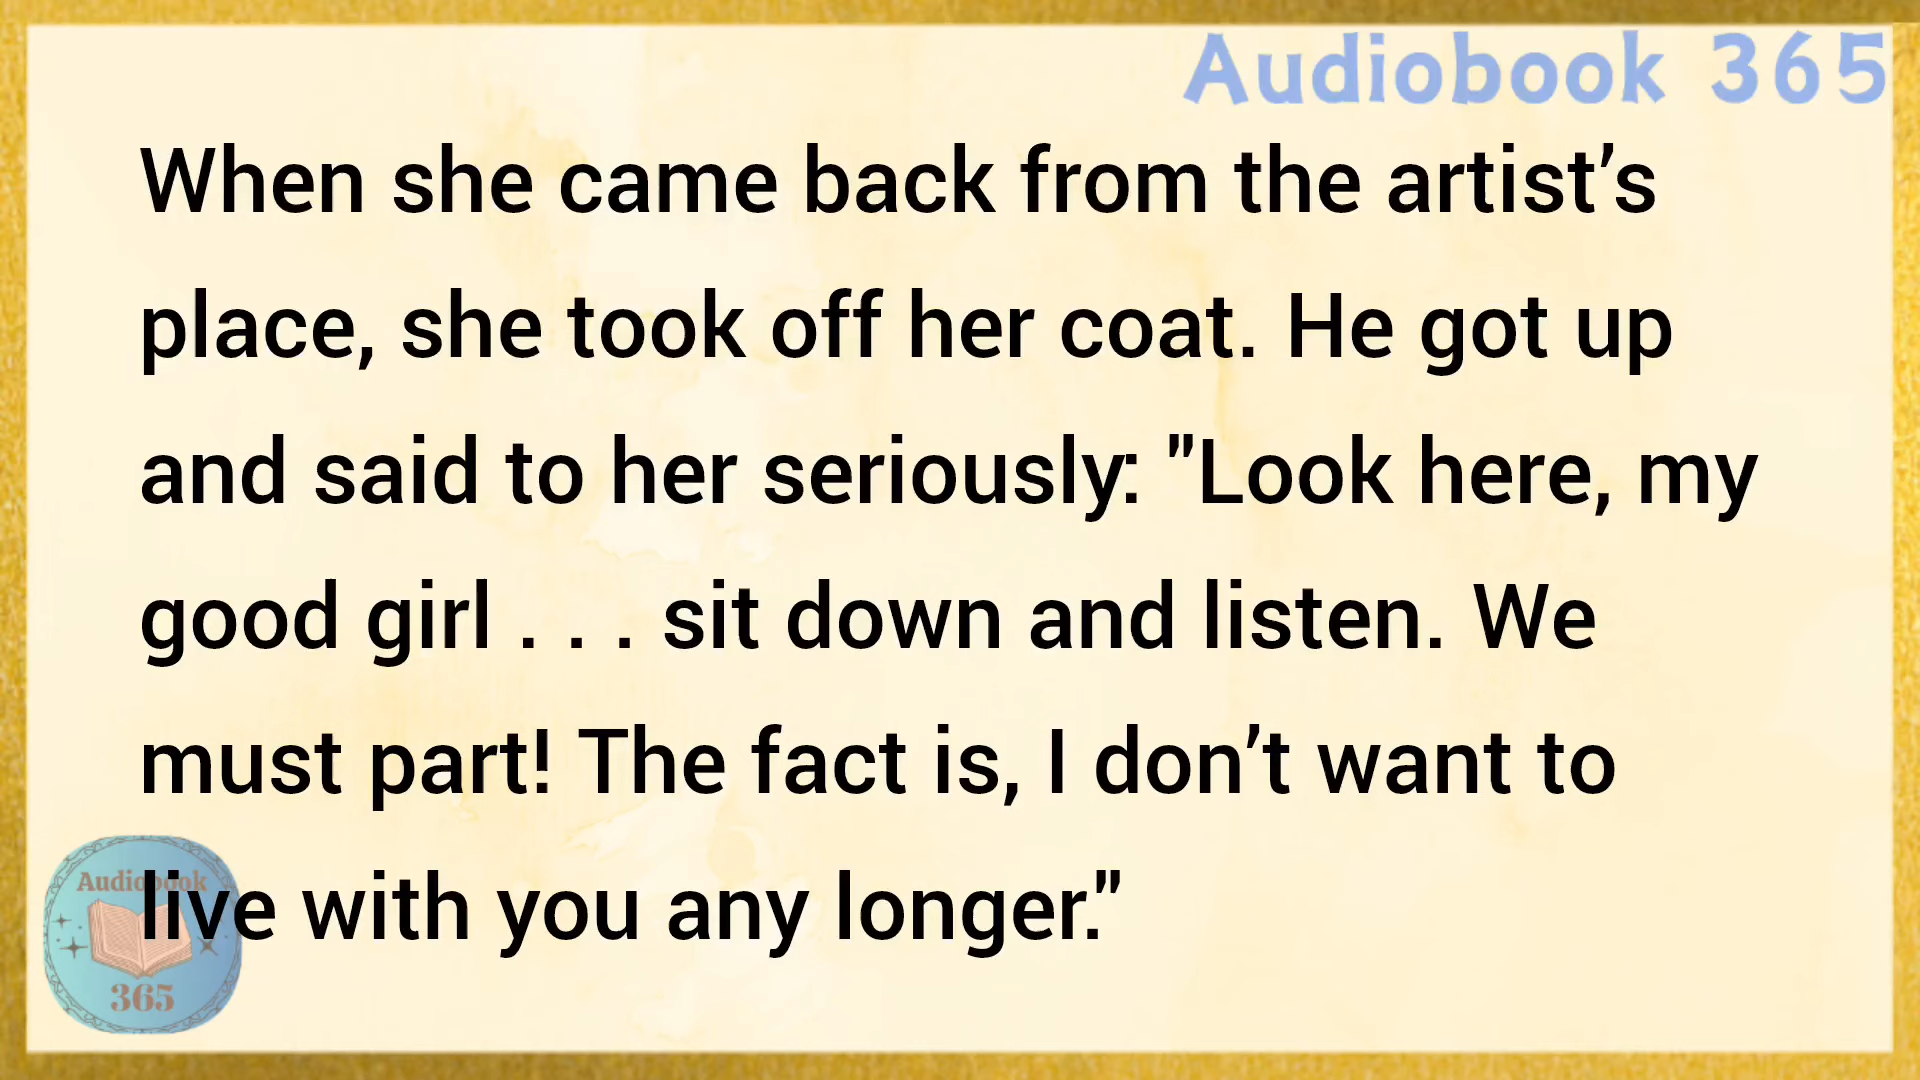 Audiobook 365
When she came back from the artist’s
place, she took off her coat. He got up
and said to her seriously: "Look here, my
good girl . . . sit down and listen. We
must part! The fact is, I don’t want to
live with you any longer."
Audiobook
365